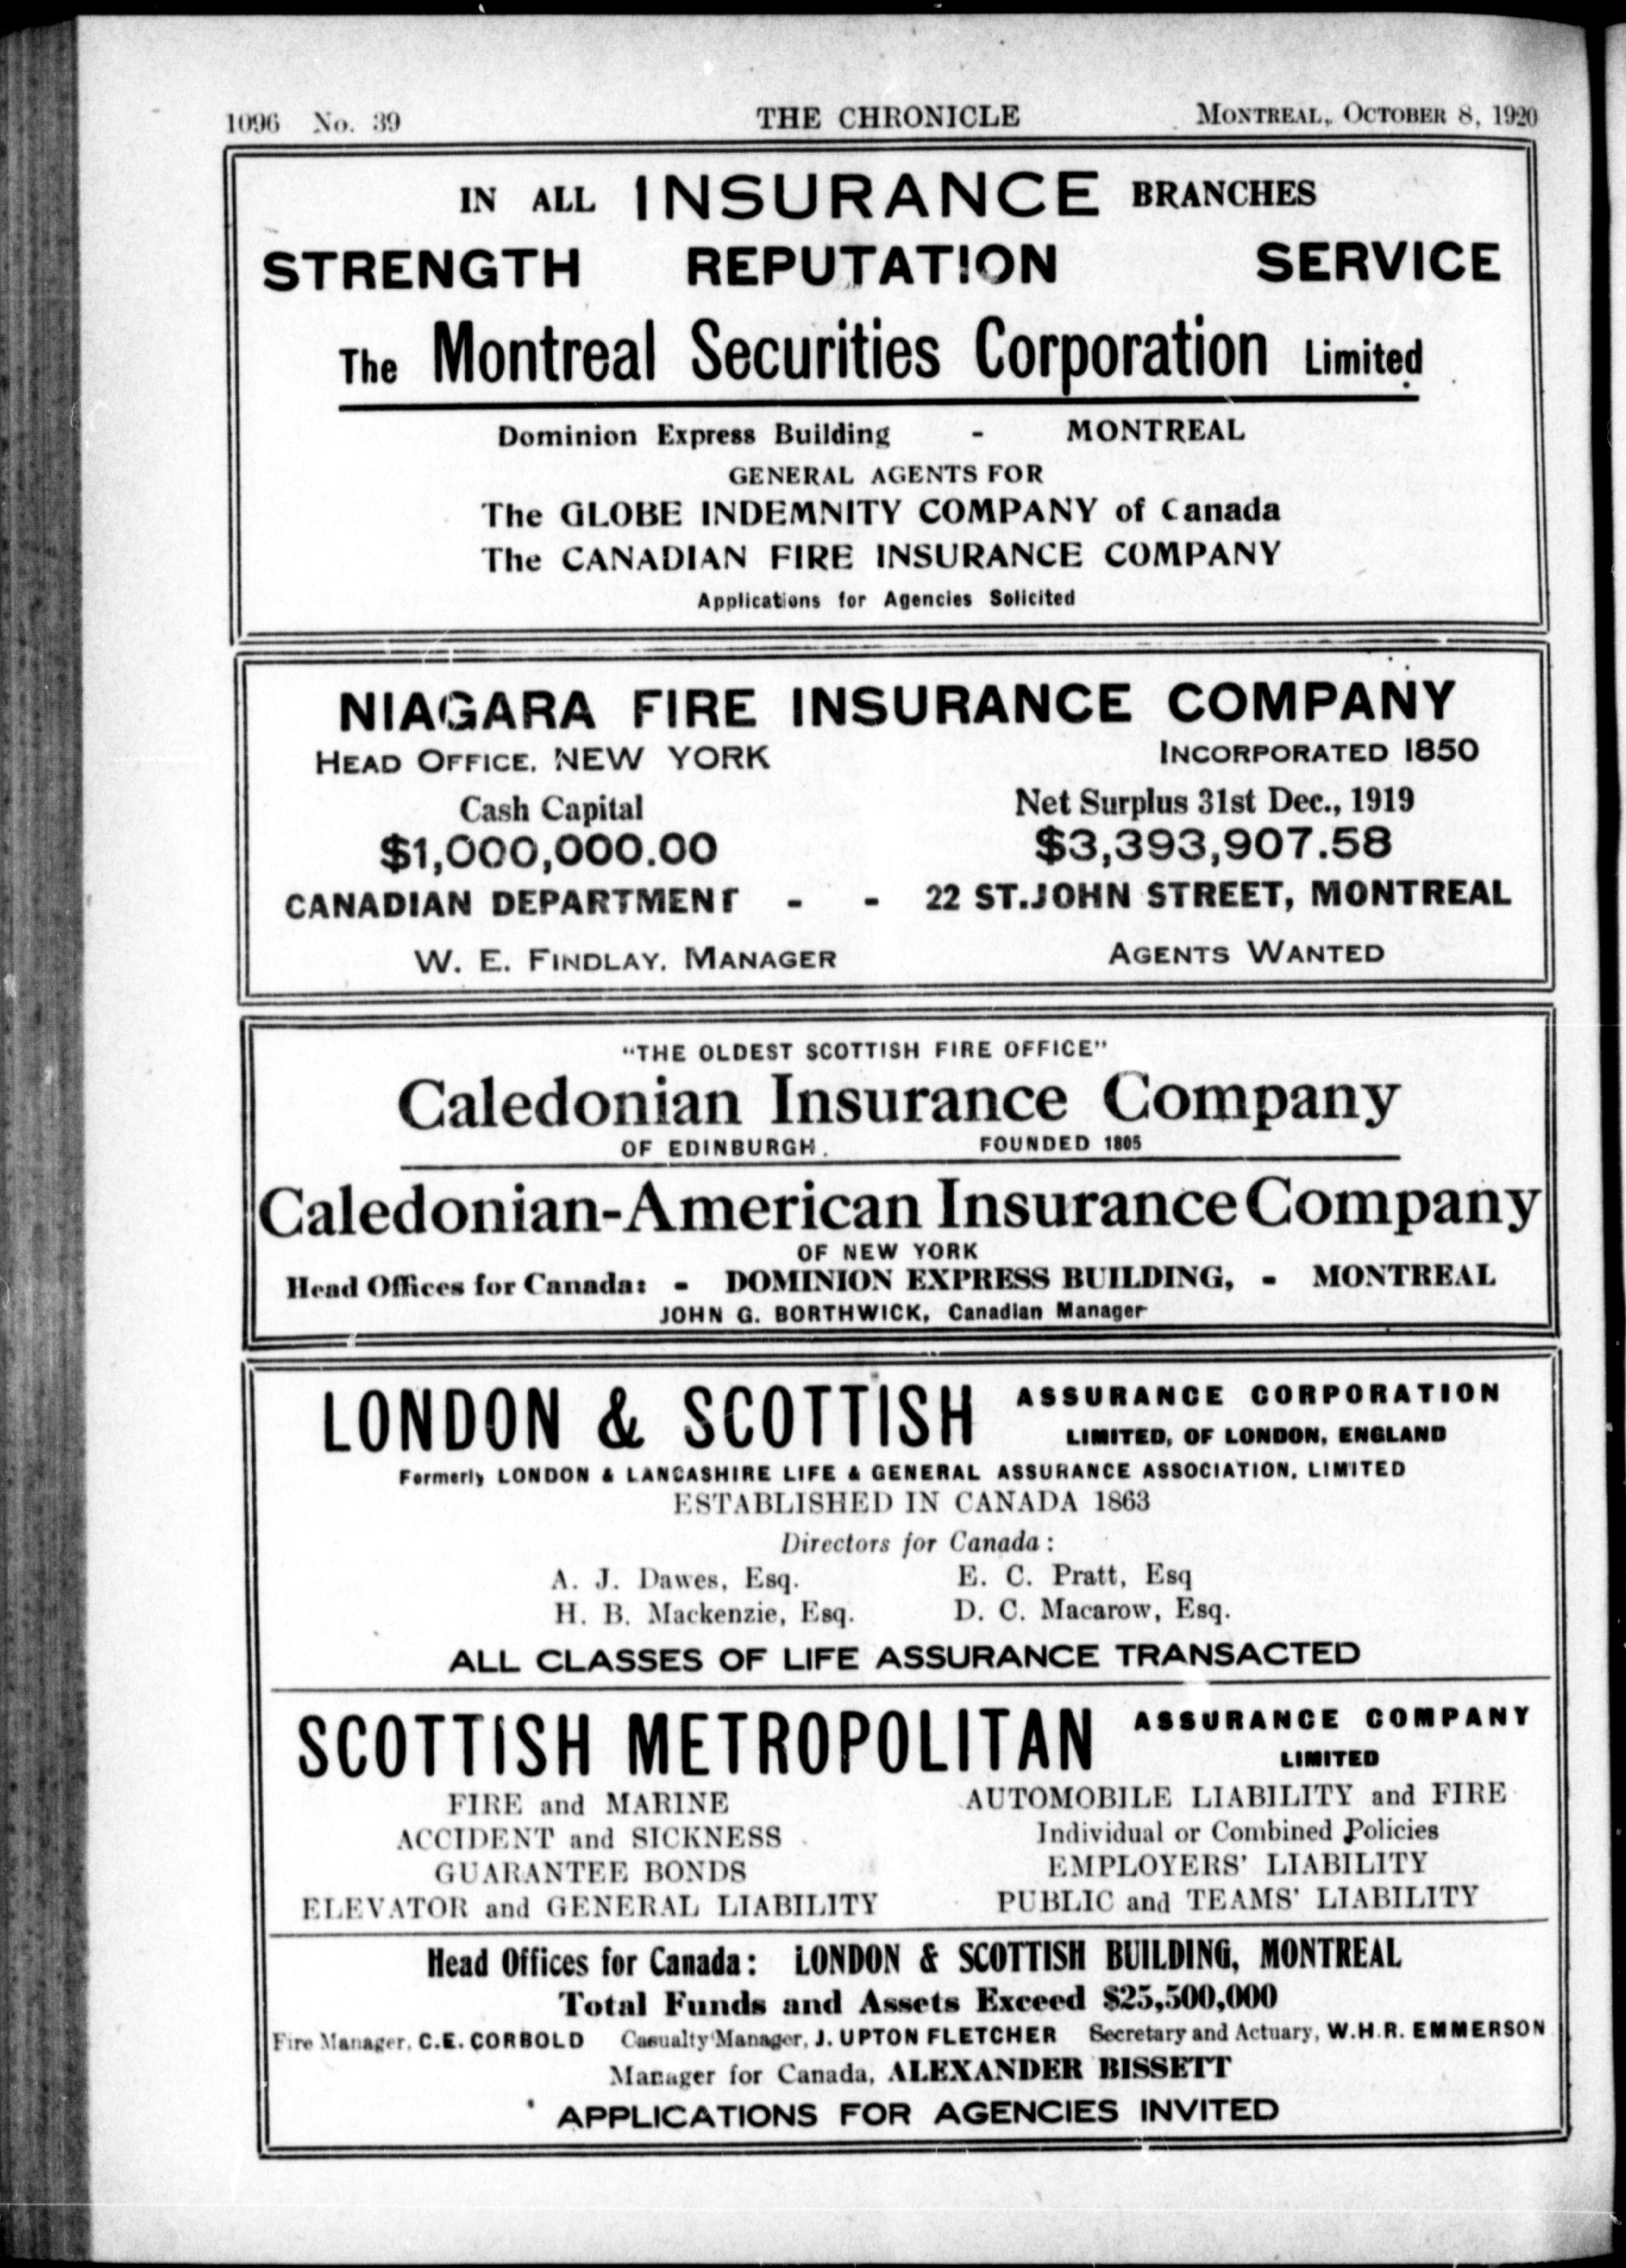 1096 No. 39 THE CHRONICLE MONTREAL, OCTOBER 8, 1920
IN ALL INSURANCE BRANCHES
STRENGTH REPUTATION SERVICE
The Montreal Securities Corporation Limited
Dominion Express Building - MONTREAL
GENERAL AGENTS FOR
The GLOBE INDEMNITY COMPANY of Canada
The CANADIAN FIRE INSURANCE COMPANY
Applications for Agencies Solicited
NIAGARA FIRE INSURANCE COMPANY
HEAD OFFICE, NEW YORK INCORPORATED 1850
Cash Capital Net Surplus 31st Dec., 1919
$1,000,000.00 $3,393,907.58
CANADIAN DEPARTMENT - - 22 ST.JOHN STREET, MONTREAL
W. E. FINDLAY, MANAGER AGENTS WANTED
"THE OLDEST SCOTTISH FIRE OFFICE"
Caledonian Insurance Company
OF EDINBURGH. FOUNDED 1805
Caledonian-American Insurance Company
OF NEW YORK
Head Offices for Canada: - DOMINION EXPRESS BUILDING, - MONTREAL
JOHN G. BORTHWICK, Canadian Manager
LONDON & SCOTTISH ASSURANCE CORPORATION
LIMITED, OF LONDON, ENGLAND
Formerly LONDON & LANCASHIRE LIFE & GENERAL ASSURANCE ASSOCIATION, LIMITED
ESTABLISHED IN CANADA 1863
Directors for Canada:
A. J. Dawes, Esq. E. C. Pratt, Esq
H. B. Mackenzie, Esq. D. C. Macarow, Esq.
ALL CLASSES OF LIFE ASSURANCE TRANSACTED
SCOTTISH METROPOLITAN ASSURANCE COMPANY
LIMITED
FIRE and MARINE AUTOMOBILE LIABILITY and FIRE
ACCIDENT and SICKNESS Individual or Combined Policies
GUARANTEE BONDS EMPLOYERS' LIABILITY
ELEVATOR and GENERAL LIABILITY PUBLIC and TEAMS' LIABILITY
Head Offices for Canada: LONDON & SCOTTISH BUILDING, MONTREAL
Total Funds and Assets Exceed $25,500,000
Fire Manager, C.E. CORBOLD Casualty Manager, J. UPTON FLETCHER Secretary and Actuary, W.H.R. EMMERSON
Manager for Canada, ALEXANDER BISSETT
APPLICATIONS FOR AGENCIES INVITED